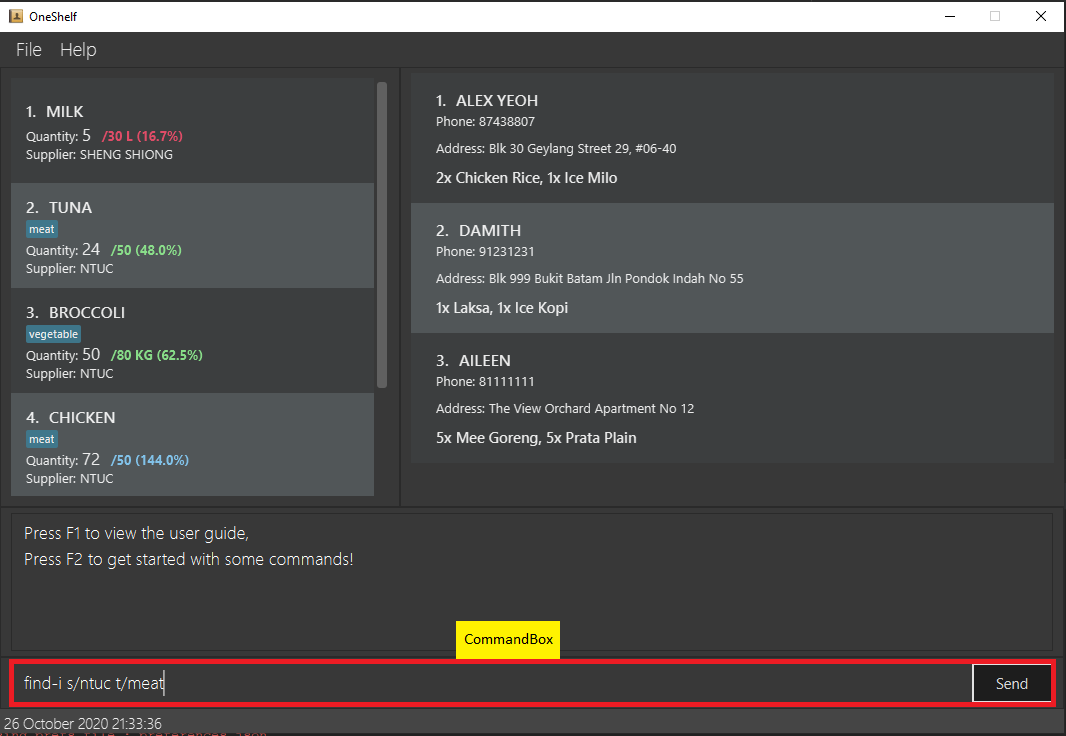 OneShelf
File Help
1. MILK
Quantity: 5 /30 L (16.7%)
Supplier: SHENG SHIONG
2. TUNA
meat
Quantity: 24 /50 (48.0%)
Supplier: NTUC
3. BROCCOLI
vegetable
Quantity: 50 /80 KG (62.5%)
Supplier: NTUC
4. CHICKEN
meat
Quantity: 72 /50 (144.0%)
Supplier: NTUC
1. ALEX YEOH
Phone: 87438807
Address: Blk 30 Geylang Street 29, #06-40
2x Chicken Rice, 1x Ice Milo
2. DAMITH
Phone: 91231231
Address: Blk 999 Bukit Batam Jln Pondok Indah No 55
1x Laksa, 1x Ice Kopi
3. AILEEN
Phone: 81111111
Address: The View Orchard Apartment No 12
5x Mee Goreng, 5x Prata Plain
Press F1 to view the user guide,
Press F2 to get started with some commands!
CommandBox
find-i s/ntuc t/meat
Send
26 October 2020 21:33:36